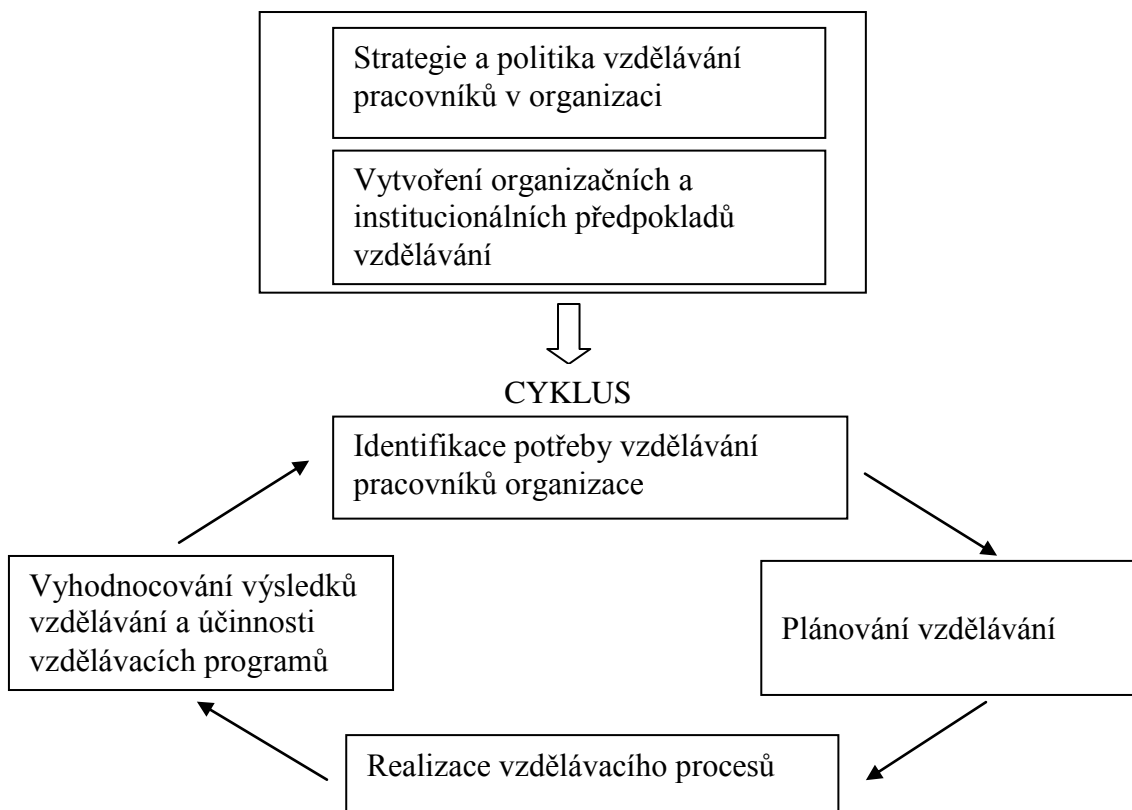 Strategie a politika vzdělávání
pracovníků v organizaci
Vytvoření organizačních a
institucionálních předpokladů
vzdělávání
CYKLUS
Identifikace potřeby vzdělávání
pracovníků organizace
Vyhodnocování výsledků
vzdělávání a účinnosti
vzdělávacích programů
Plánování vzdělávání
Realizace vzdělávacího procesů